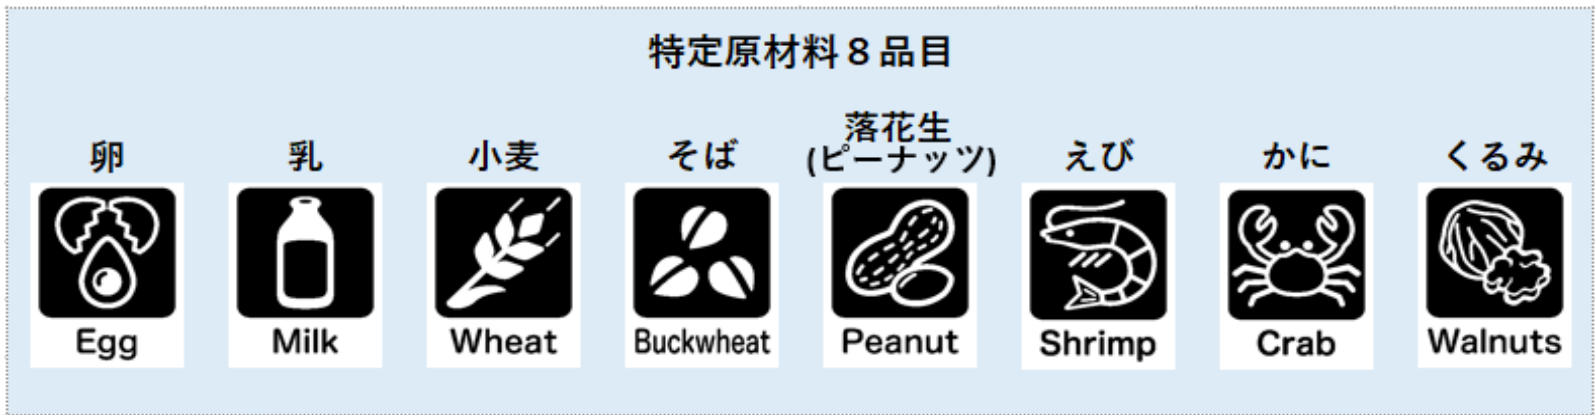 特定原材料８品目
卵
乳
小麦
そば
落花生
(ピーナッツ)
えび
かに
くるみ
Egg
Milk
Wheat
Buckwheat
Peanut
Shrimp
Crab
Walnuts